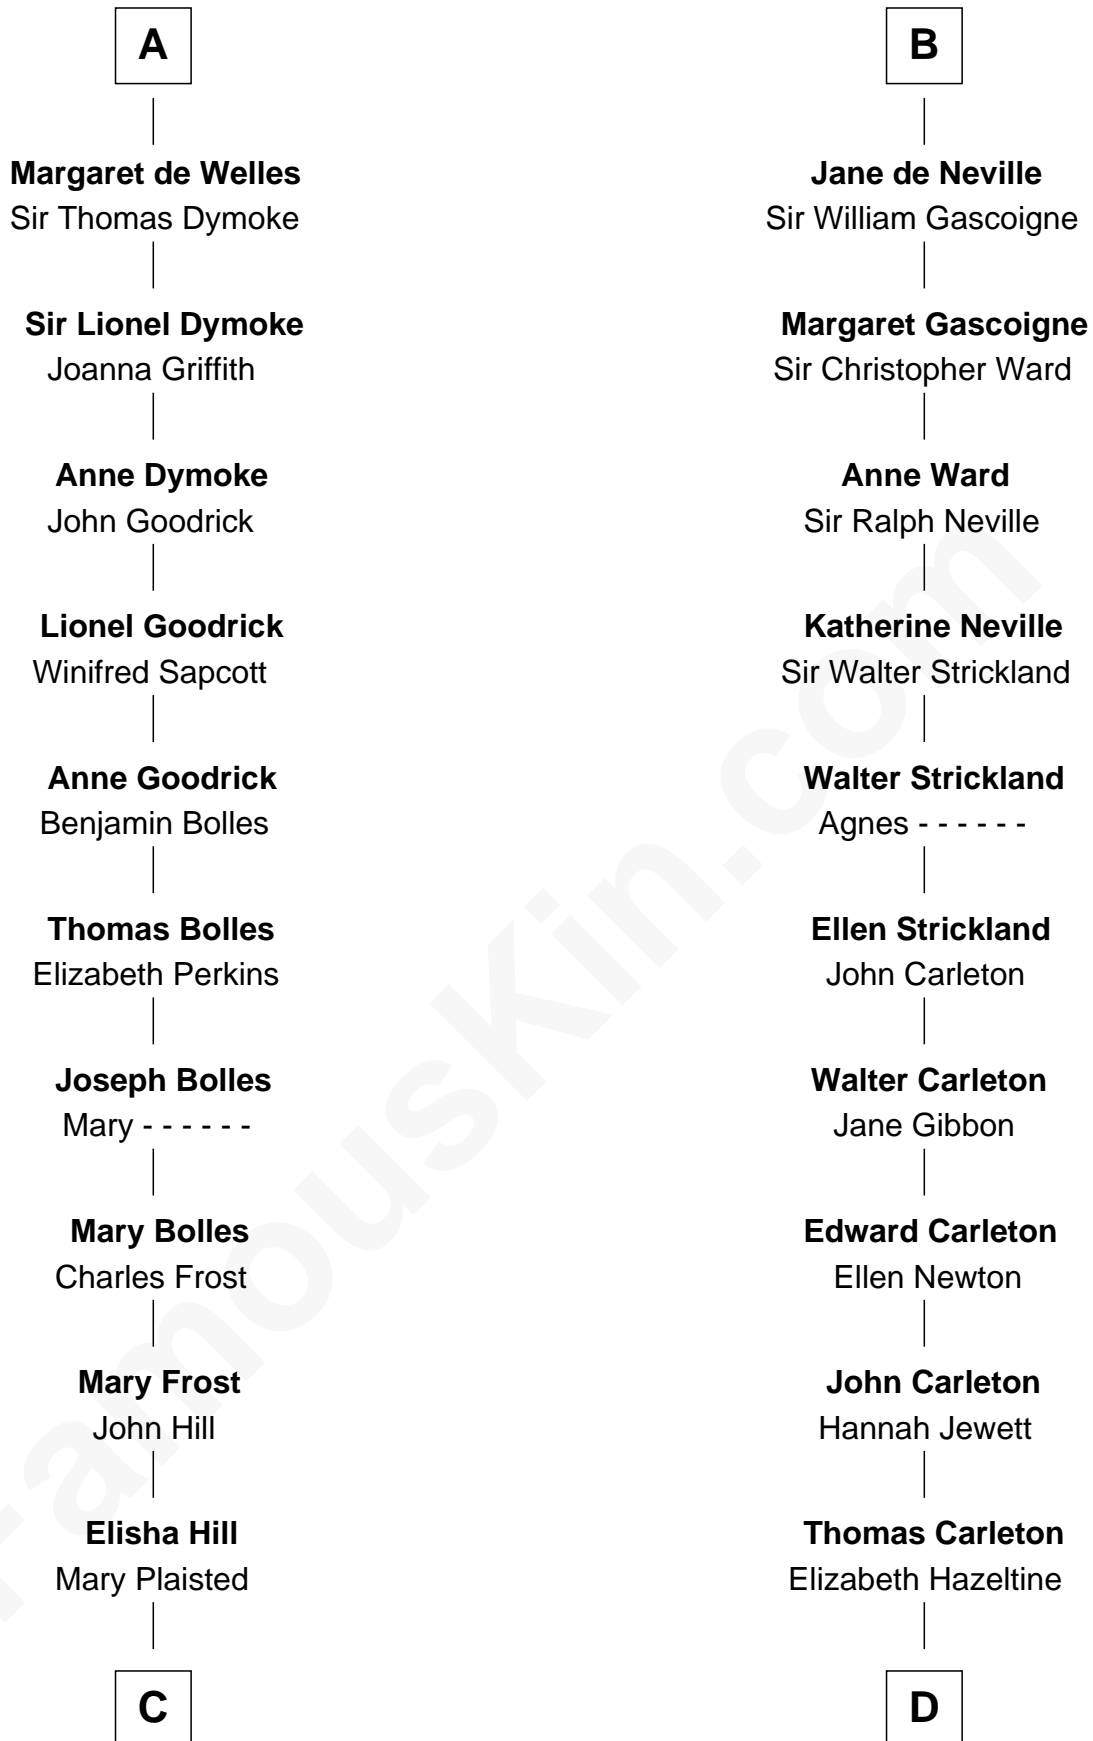 A
Margaret de Welles
Sir Thomas Dymoke
Sir Lionel Dymoke
Joanna Griffith
Anne Dymoke
John Goodrick
Lionel Goodrick
Winifred Sapcott
Anne Goodrick
Benjamin Bolles
Thomas Bolles
Elizabeth Perkins
Joseph Bolles
Mary - - - - - -
Mary Bolles
Charles Frost
Mary Frost
John Hill
Elisha Hill
Mary Plaisted
C
B
Jane de Neville
Sir William Gascoigne
Margaret Gascoigne
Sir Christopher Ward
Anne Ward
Sir Ralph Neville
Katherine Neville
Sir Walter Strickland
Walter Strickland
Agnes - - - - - -
Ellen Strickland
John Carleton
Walter Carleton
Jane Gibbon
Edward Carleton
Ellen Newton
John Carleton
Hannah Jewett
Thomas Carleton
Elizabeth Hazeltine
D
FamousKin.com